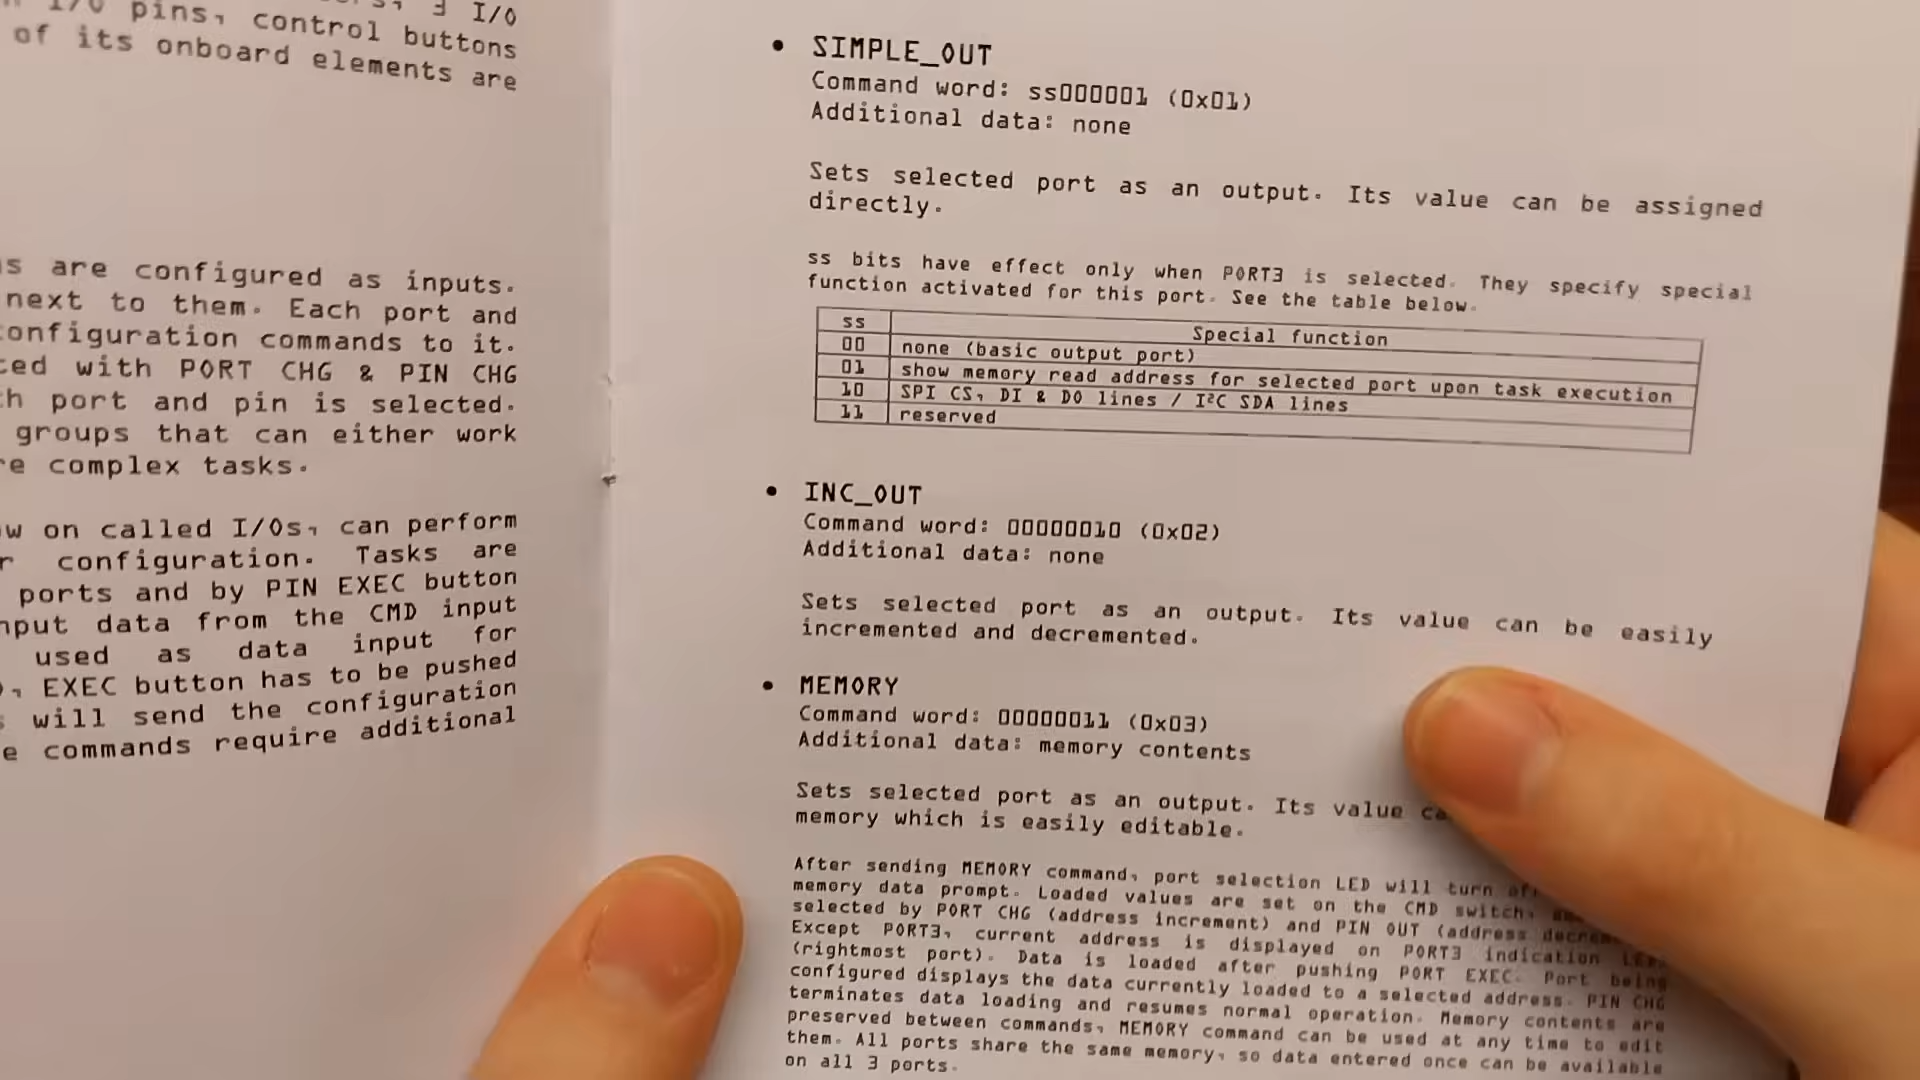 I/O pins, control buttons
of its onboard elements are
are configured as inputs.
next to them. Each port and
configuration commands to it.
with PORT CHG & PIN CHG
port and pin is selected.
groups that can either work
complex tasks.
on called I/Os, can perform
configuration. Tasks are
ports and by PIN EXEC button
input data from the CMD input
used as data input for
EXEC button has to be pushed
will send the configuration
commands require additional
• SIMPLE_OUT
Command word: ss000001 (0x01)
Additional data: none
Sets selected port as an output. Its value can be assigned
directly.
ss bits have effect only when PORT3 is selected. They specify special
function activated for this port. See the table below.
ss Special function
00 none (basic output port)
01 show memory read address for selected port upon task execution
10 SPI CS, DI & DO lines / I²C SDA lines
11 reserved
• INC_OUT
Command word: 00000010 (0x02)
Additional data: none
Sets selected port as an output. Its value can be easily
incremented and decremented.
• MEMORY
Command word: 00000011 (0x03)
Additional data: memory contents
Sets selected port as an output. Its value
memory which is easily editable.
After sending MEMORY command, port selection LED will turn
memory data prompt. Loaded values are set on the CMD switch,
selected by PORT CHG (address increment) and PIN OUT (address
Except PORT3, current address is displayed on PORT3 indication
(rightmost port). Data is loaded after pushing PORT EXEC. Port being
configured displays the data currently loaded to a selected address. PIN CHG
terminates data loading and resumes normal operation. Memory contents are
preserved between commands, MEMORY command can be used at any time to edit
them. All ports share the same memory, so data entered once can be available
on all 3 ports.